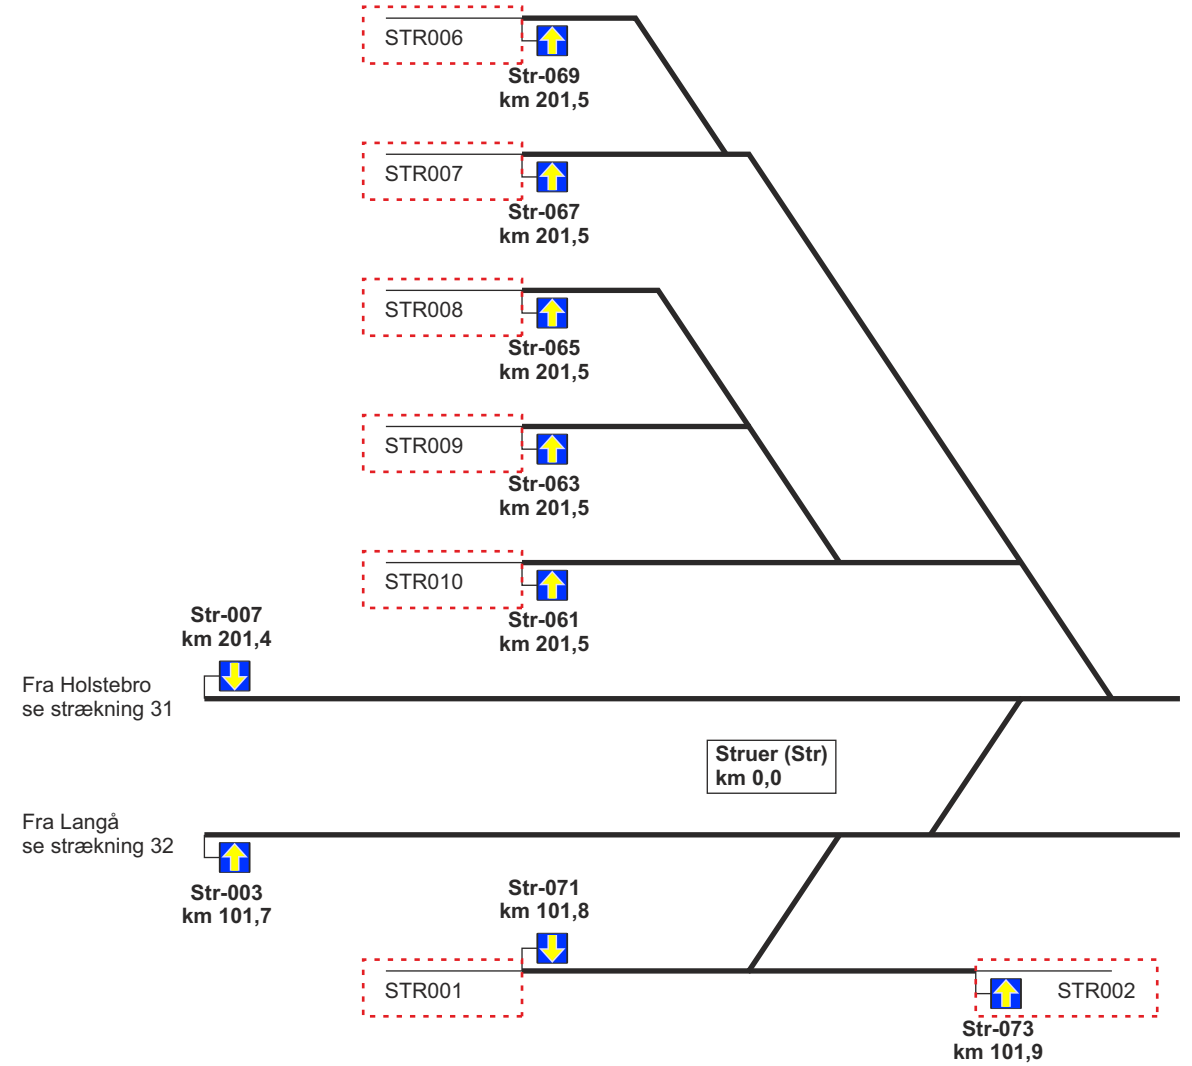 STR006
Str-069
km 201,5
STR007
Str-067
km 201,5
STR008
Str-065
km 201,5
STR009
Str-063
km 201,5
STR010
Str-061
km 201,5
Str-007
km 201,4
Fra Holstebro
se strækning 31
Struer (Str)
km 0,0
Fra Langå
se strækning 32
Str-003
km 101,7
Str-071
km 101,8
STR001
STR002
Str-073
km 101,9